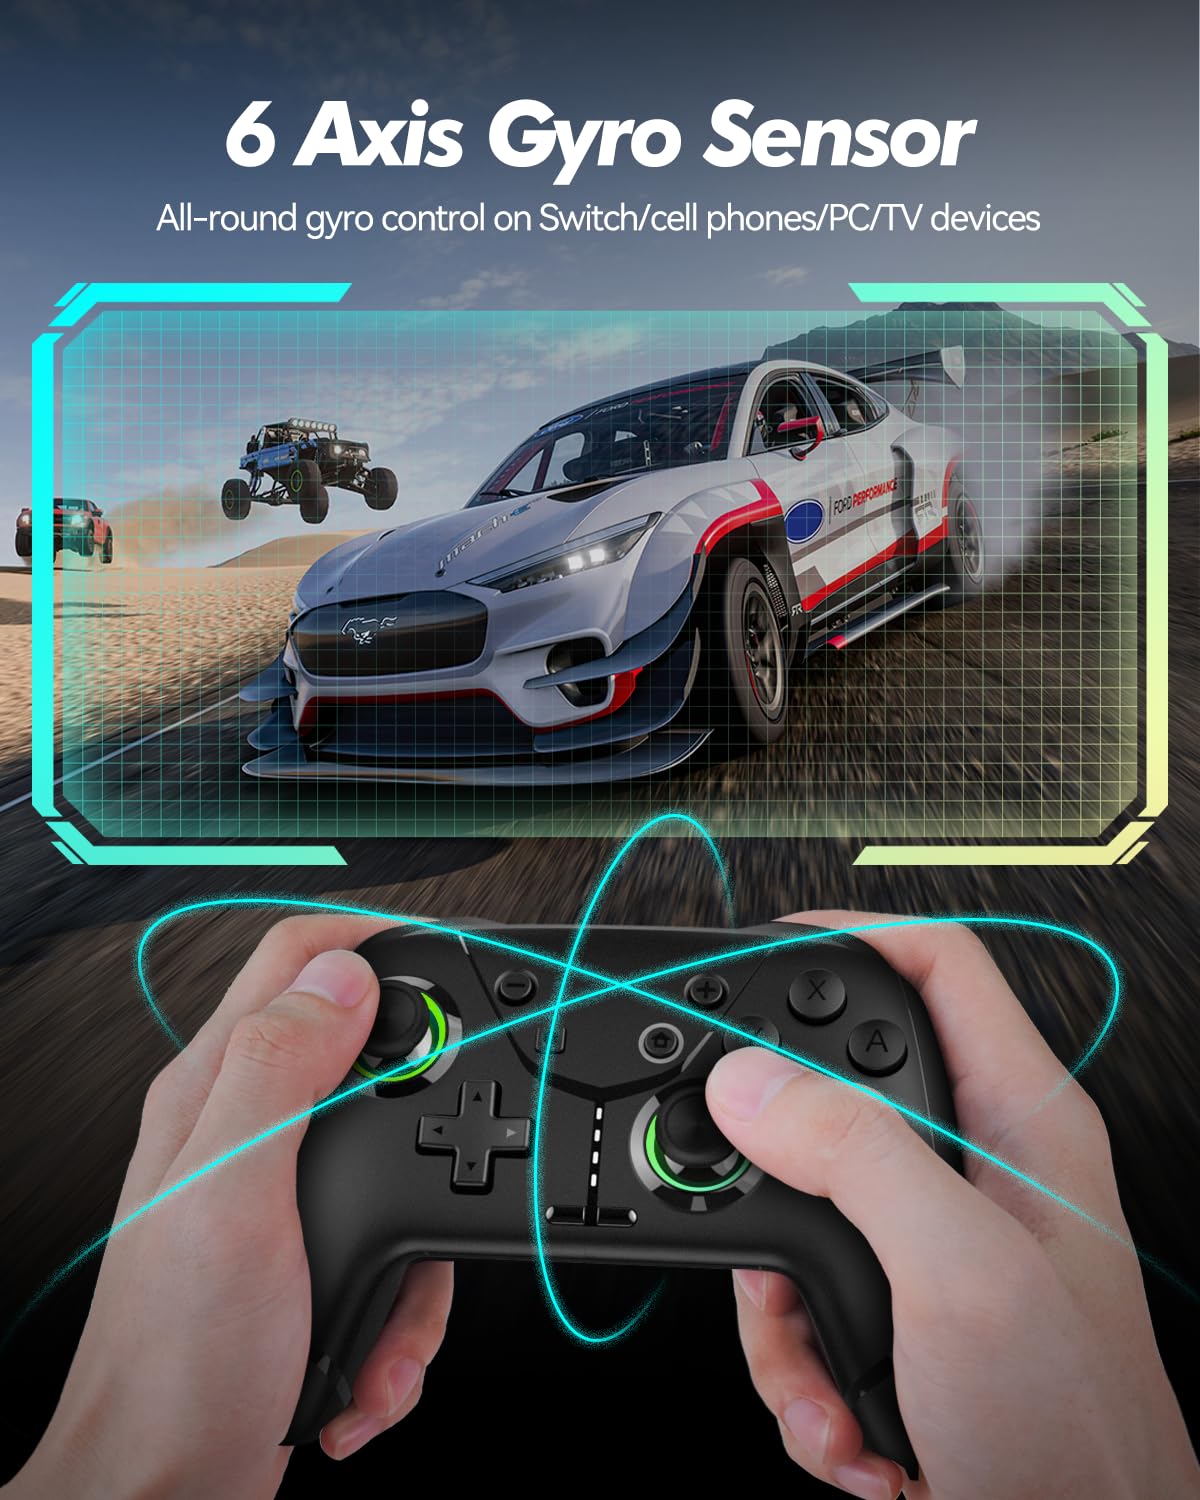 6 Axis Gyro Sensor
All-round gyro control on Switch/cell phones/PC/TV devices
FORD PERFORMANCE
X
A